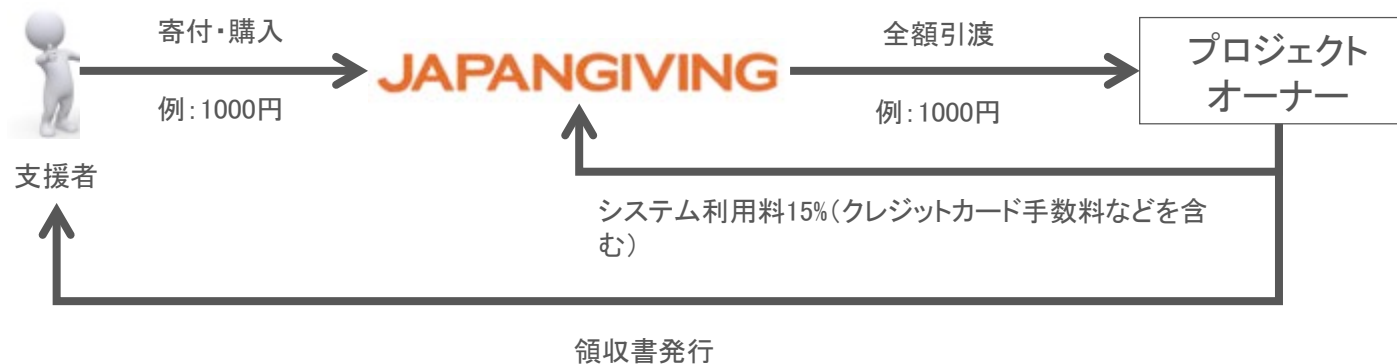 寄付・購入
例：1000円
JAPANGIVING
全額引渡
例：1000円
プロジェクト
オーナー
支援者
システム利用料15%（クレジットカード手数料などを含
む）
領収書発行